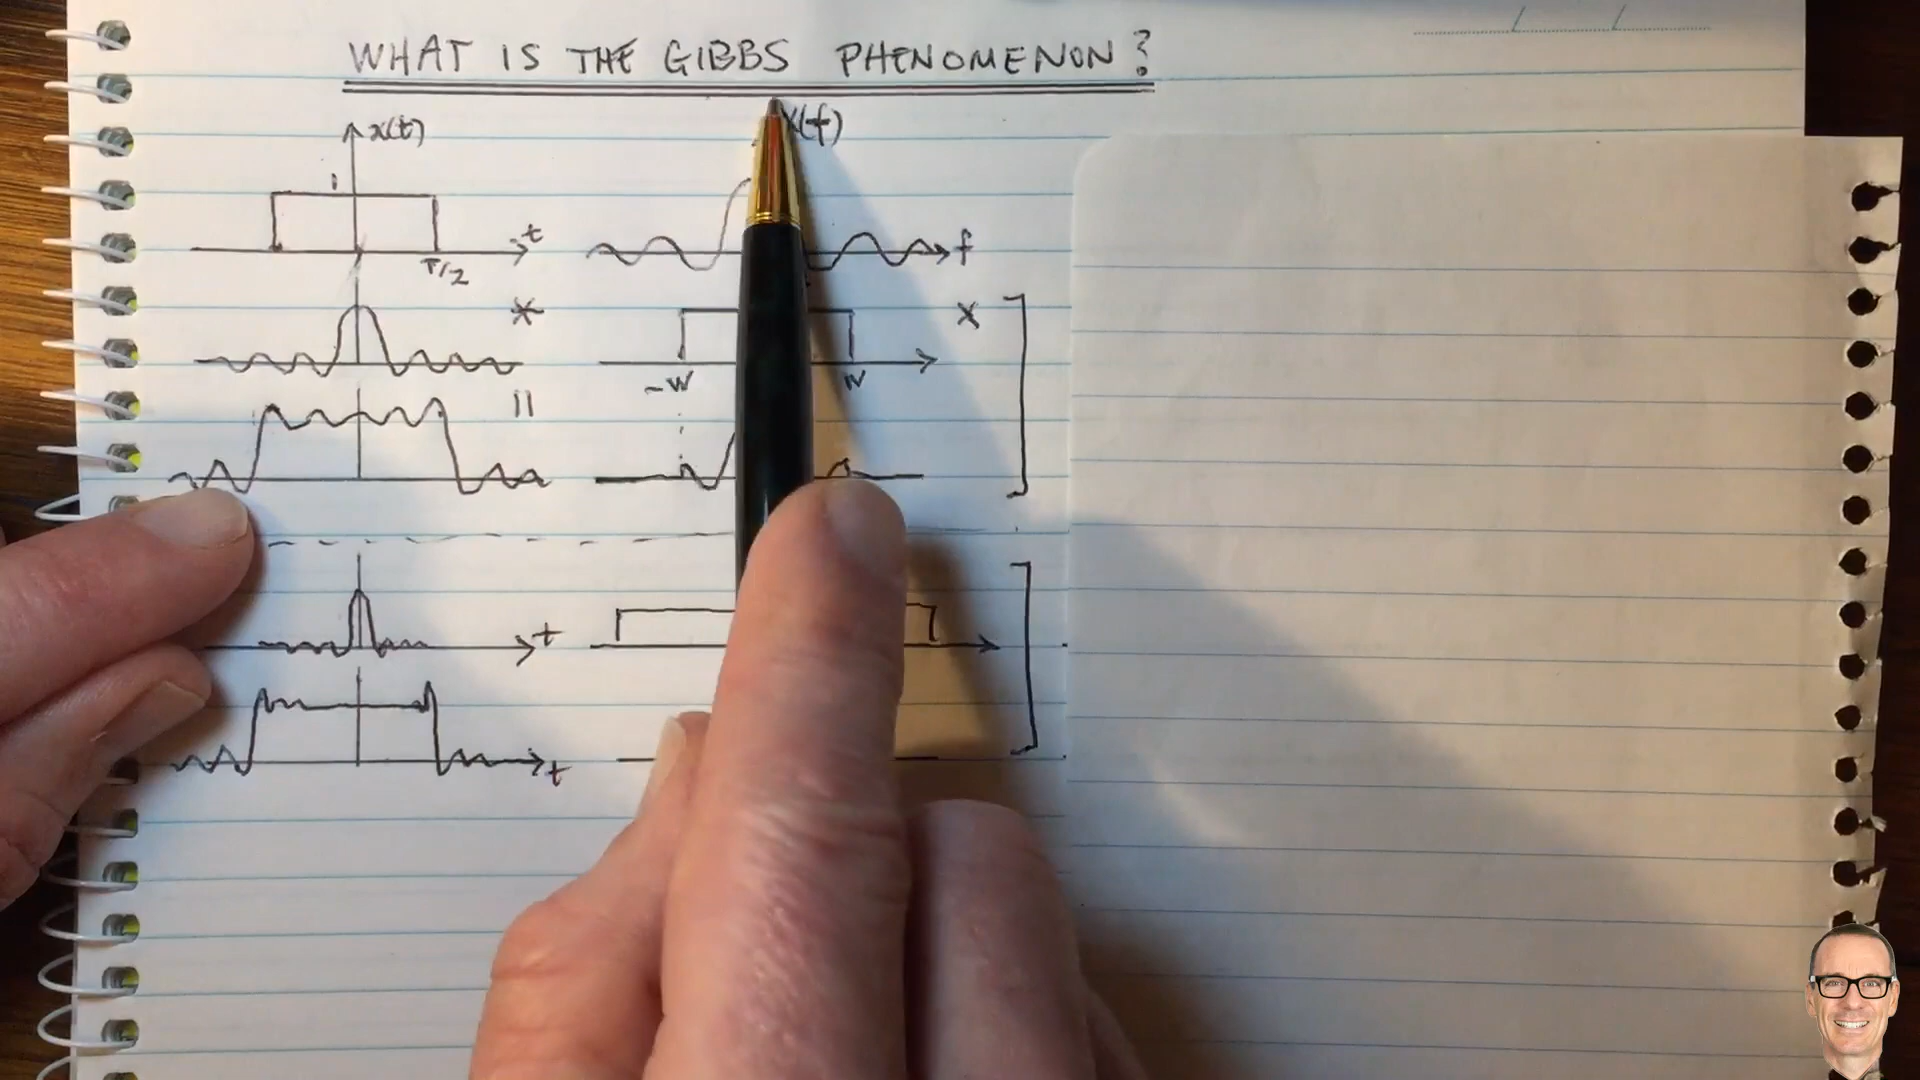 WHAT IS THE GIBBS PHENOMENON?
x(t) X(f)
1
t f
T/2
* X
-W W
||
t
t